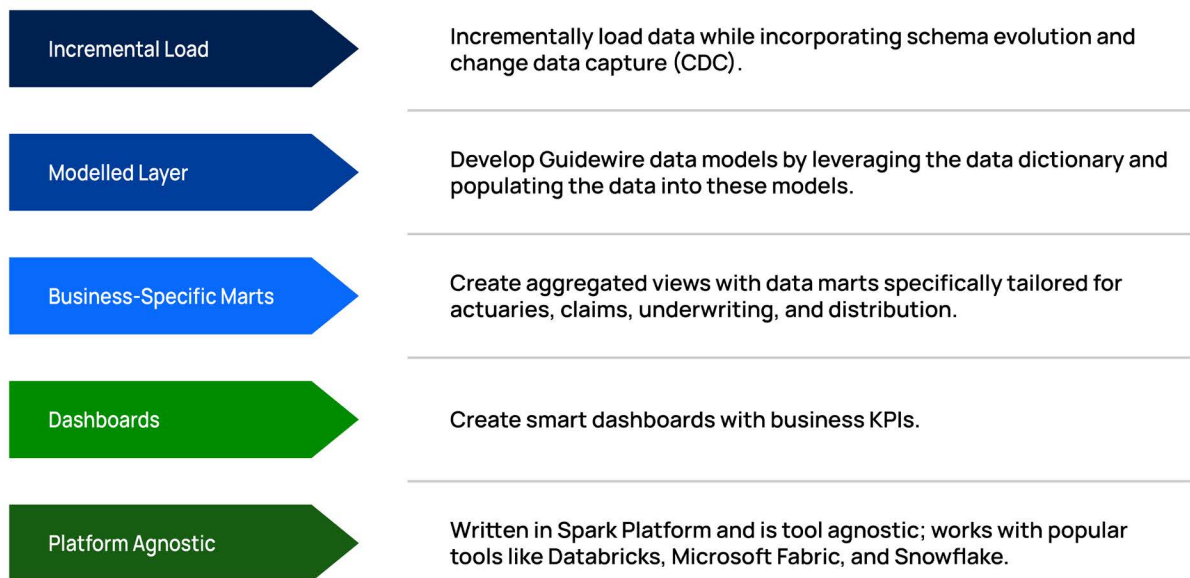 Incremental Load
Incrementally load data while incorporating schema evolution and
change data capture (CDC).
Modelled Layer
Develop Guidewire data models by leveraging the data dictionary and
populating the data into these models.
Business-Specific Marts
Create aggregated views with data marts specifically tailored for
actuaries, claims, underwriting, and distribution.
Dashboards
Create smart dashboards with business KPIs.
Platform Agnostic
Written in Spark Platform and is tool agnostic; works with popular
tools like Databricks, Microsoft Fabric, and Snowflake.